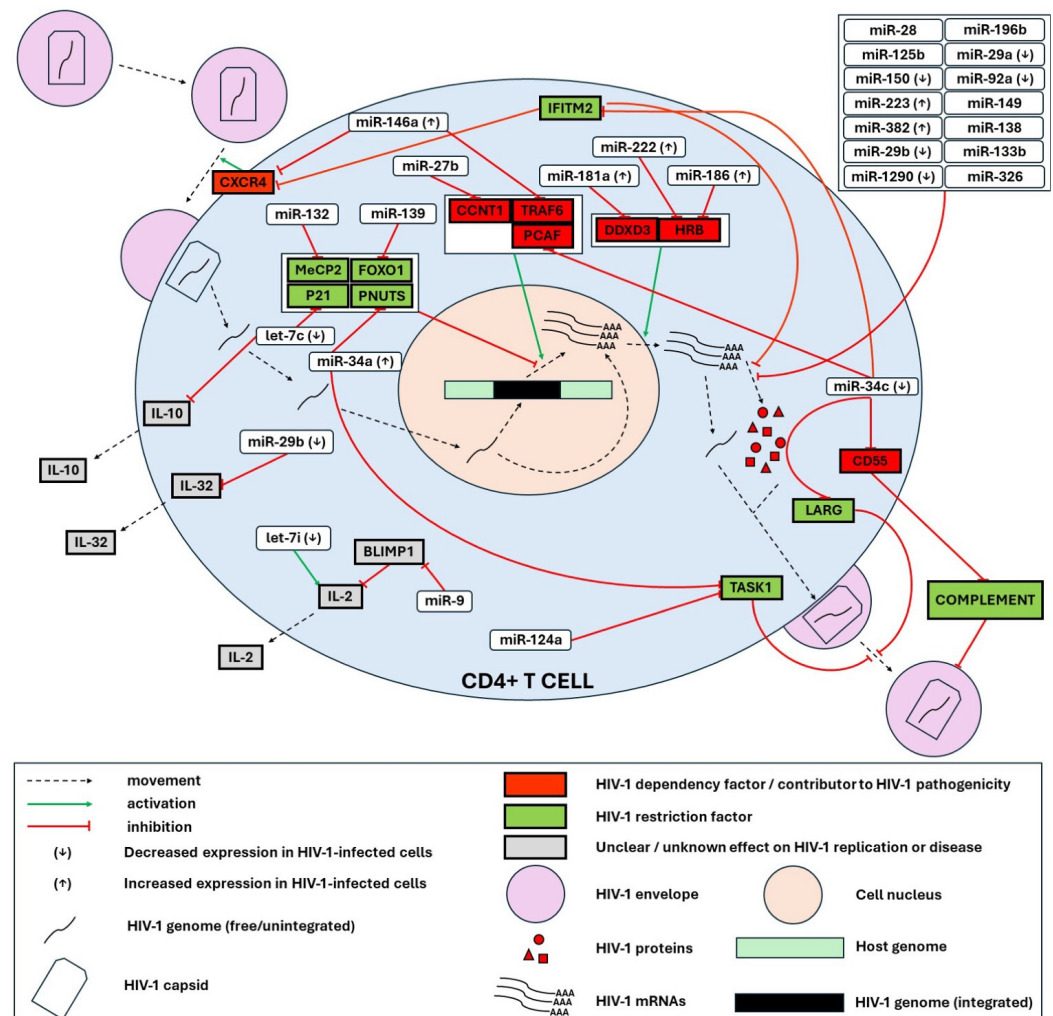 miR-28 miR-196b
miR-125b miR-29a (↓)
miR-150 (↓) miR-92a (↓)
miR-223 (↑) miR-149
miR-382 (↑) miR-138
miR-29b (↓) miR-133b
miR-1290 (↓) miR-326
IFITM2
miR-146a (↑)
miR-27b
miR-222 (↑)
miR-181a (↑)
miR-186 (↑)
CXCR4
miR-132
miR-139
CCNT1 TRAF6
PCAF
DDXD3 HRB
MeCP2 FOXO1
P21 PNUTS
let-7c (↓)
miR-34a (↑)
AAA
AAA
AAA
AAA
AAA
AAA
miR-34c (↓)
IL-10
IL-10
miR-29b (↓)
IL-32
IL-32
CD55
LARG
let-7i (↓)
BLIMP1
IL-2
miR-9
TASK1
COMPLEMENT
miR-124a
IL-2
CD4+ T CELL
movement
activation
inhibition
(↓) Decreased expression in HIV-1-infected cells
(↑) Increased expression in HIV-1-infected cells
HIV-1 genome (free/unintegrated)
HIV-1 capsid
HIV-1 dependency factor / contributor to HIV-1 pathogenicity
HIV-1 restriction factor
Unclear / unknown effect on HIV-1 replication or disease
HIV-1 envelope
Cell nucleus
HIV-1 proteins
Host genome
AAA
AAA
AAA
HIV-1 mRNAs
HIV-1 genome (integrated)